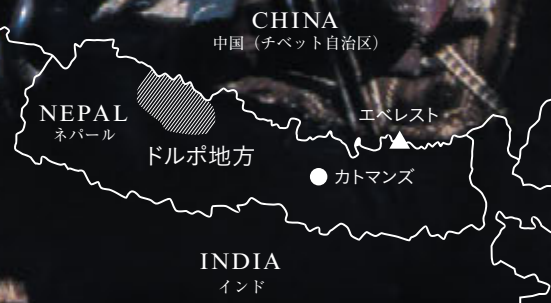 CHINA
中国（チベット自治区）
NEPAL
ネパール
エベレスト
ドルポ地方
カトマンズ
INDIA
インド